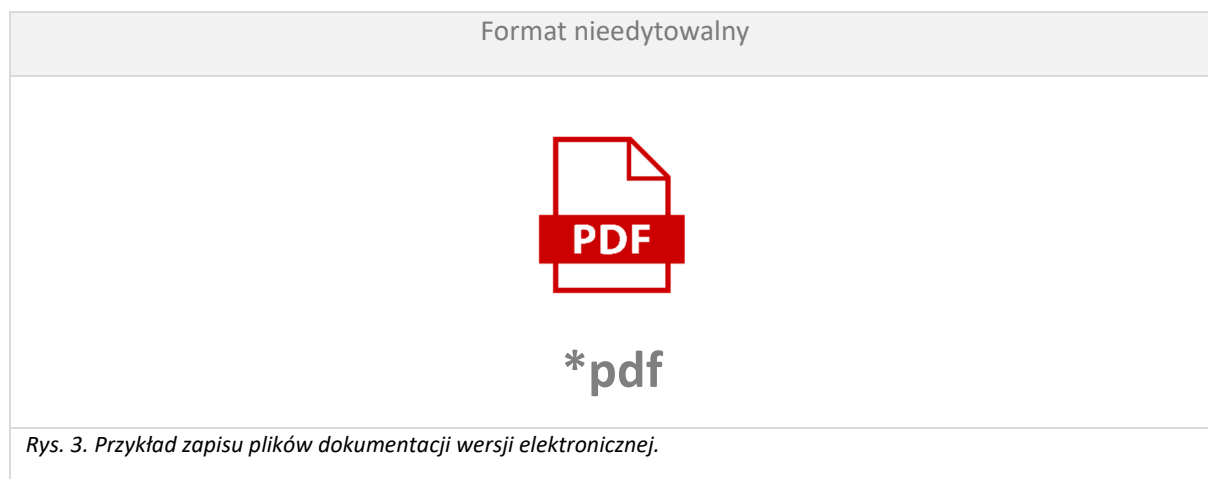 Format nieedytowalny
PDF
*pdf
Rys. 3. Przykład zapisu plików dokumentacji wersji elektronicznej.